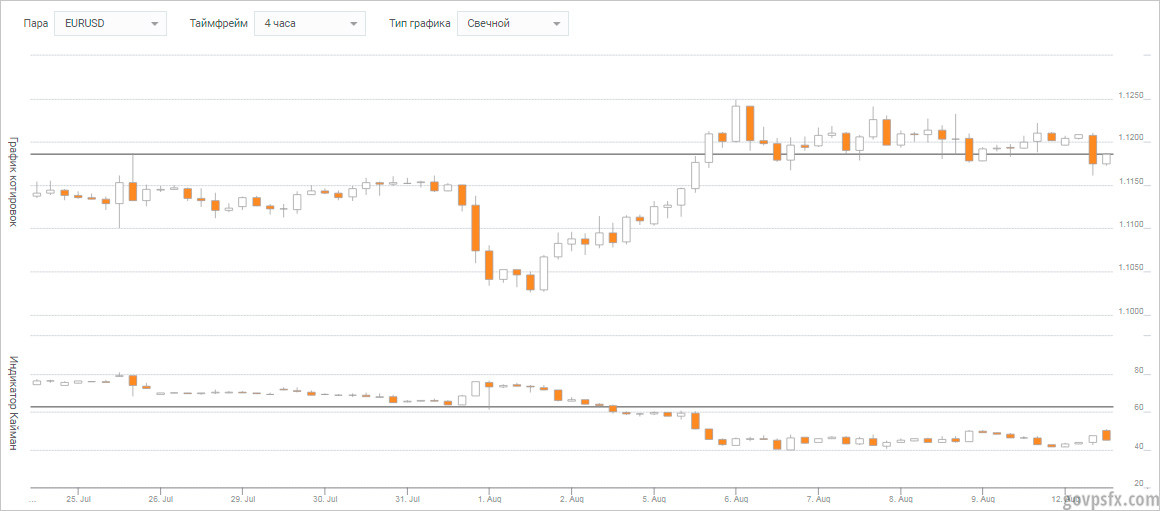 Пара EURUSD Таймфрейм 4 часа Тип графика Свечной
График котировок
1.1250
1.1200
1.1150
1.1100
1.1050
1.1000
Индикатор Кайман
80
60
40
20
... 25. Jul 26. Jul 29. Jul 30. Jul 31. Jul 1. Aug 2. Aug 5. Aug 6. Aug 7. Aug 8. Aug 9. Aug 12. Aug
govpsfx.com